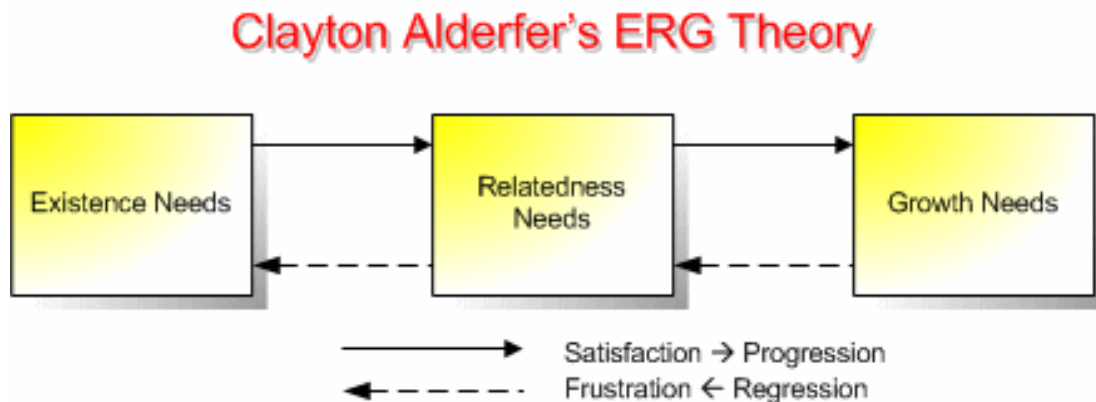 Clayton Alderfer's ERG Theory
Existence Needs
Relatedness
Needs
Growth Needs
Satisfaction → Progression
Frustration ← Regression